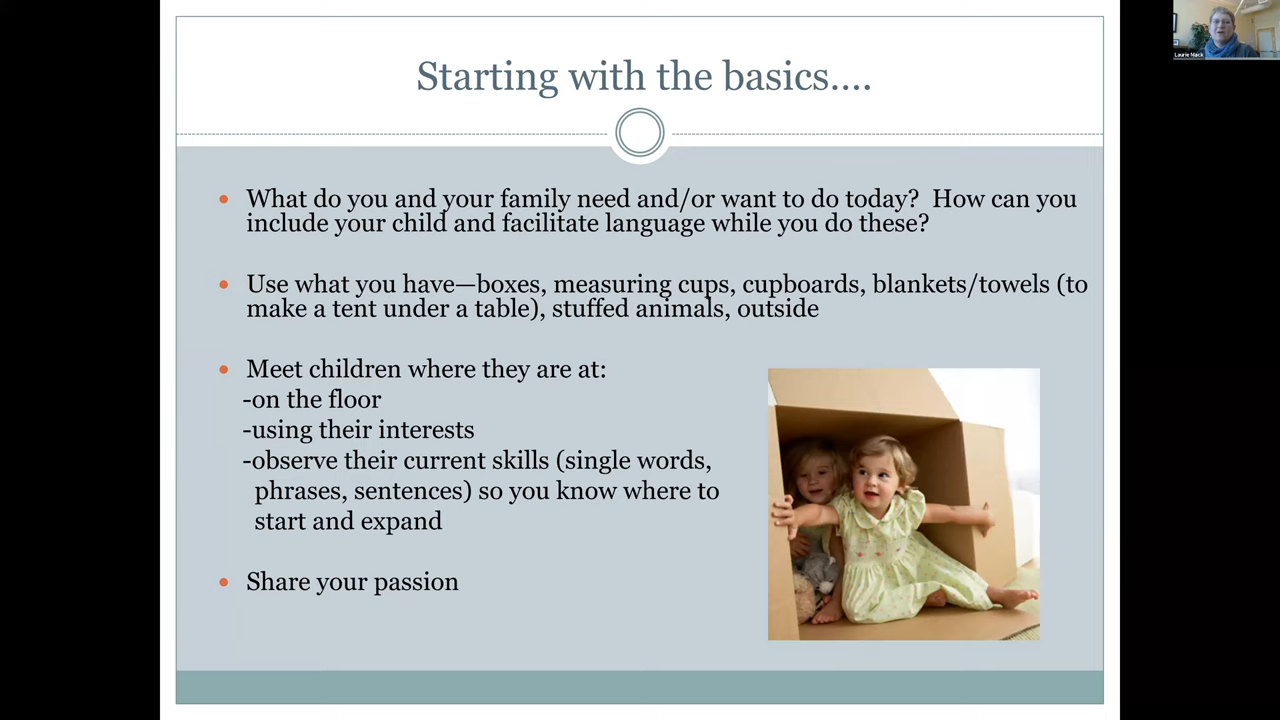 Starting with the basics....
• What do you and your family need and/or want to do today?  How can you
include your child and facilitate language while you do these?
• Use what you have—boxes, measuring cups, cupboards, blankets/towels (to
make a tent under a table), stuffed animals, outside
• Meet children where they are at:
-on the floor
-using their interests
-observe their current skills (single words,
phrases, sentences) so you know where to
start and expand
• Share your passion
Laurie Mack